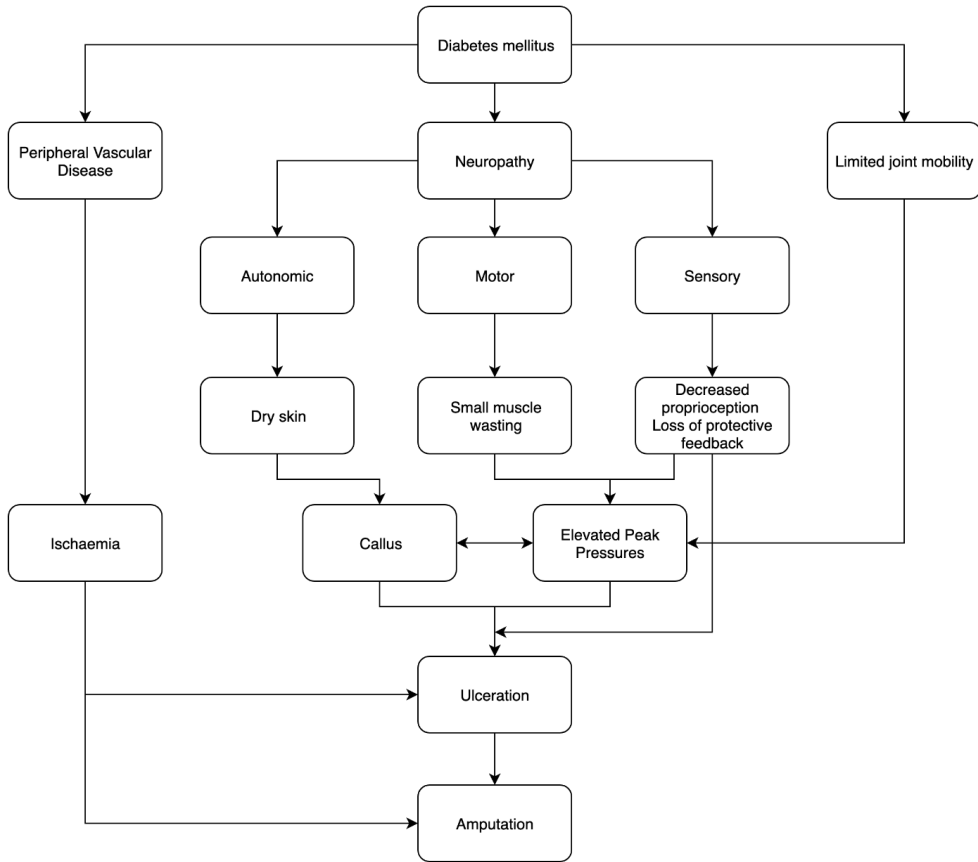 Diabetes mellitus
Peripheral Vascular
Disease
Neuropathy
Limited joint mobility
Autonomic
Motor
Sensory
Dry skin
Small muscle
wasting
Decreased
proprioception
Loss of protective
feedback
Ischaemia
Callus
Elevated Peak
Pressures
Ulceration
Amputation